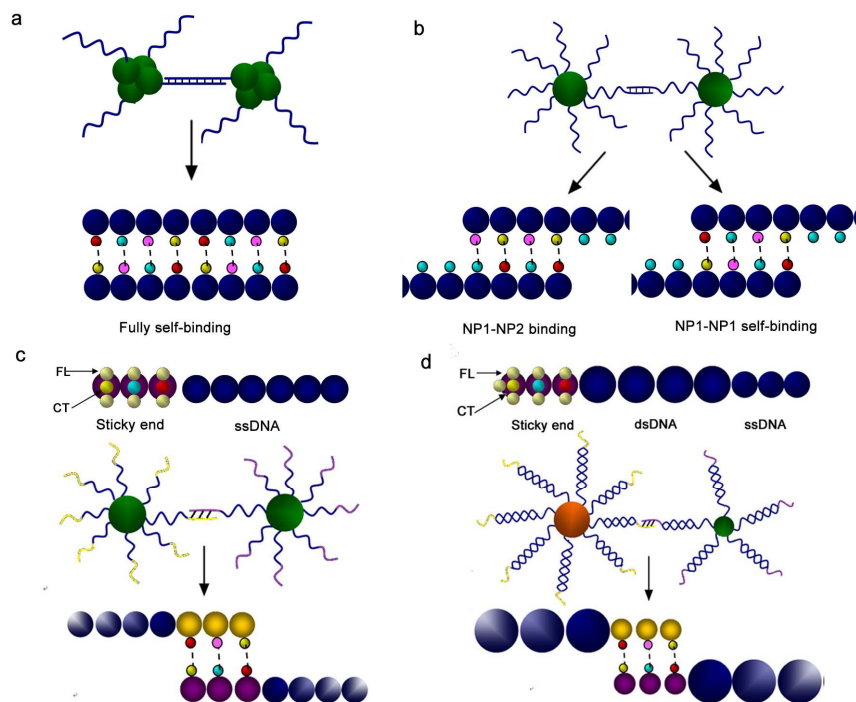 a
b
Fully self-binding
NP1-NP2 binding
NP1-NP1 self-binding
c
d
FL
CT
Sticky end
ssDNA
FL
CT
Sticky end
dsDNA
ssDNA